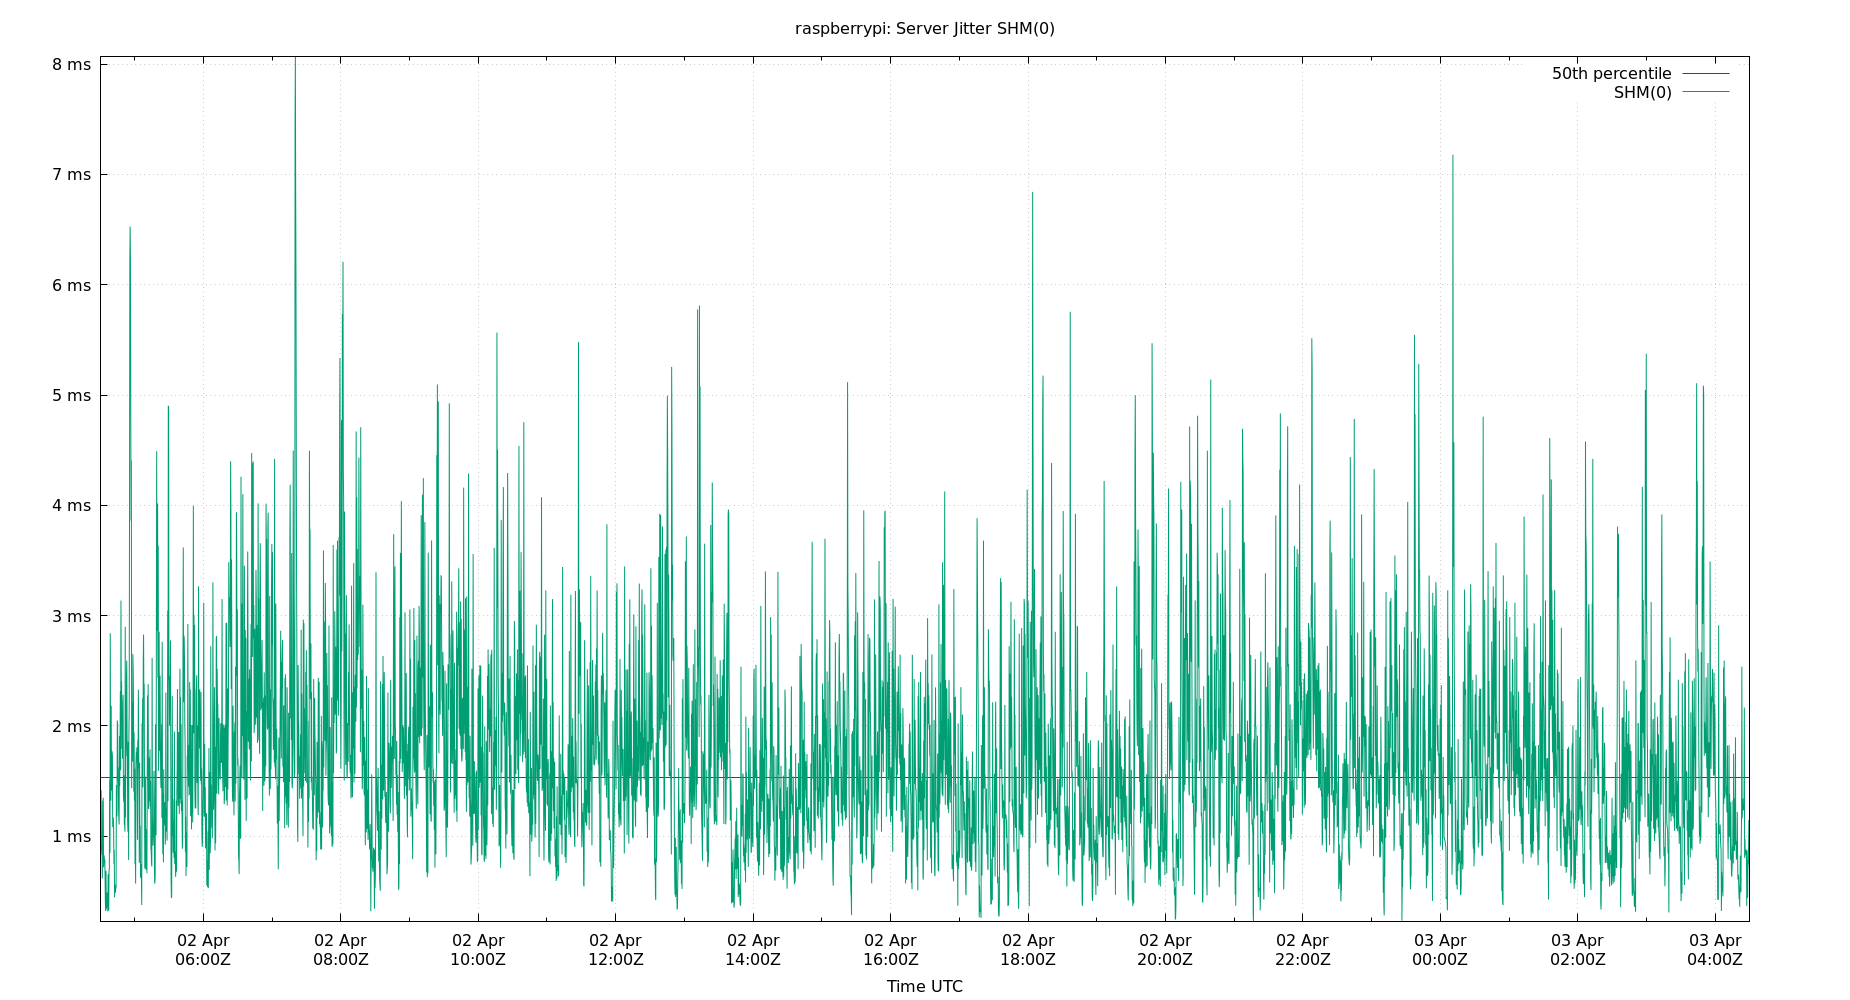 raspberrypi: Server Jitter SHM(0)
50th percentile
SHM(0)
8 ms
7 ms
6 ms
5 ms
4 ms
3 ms
2 ms
1 ms
02 Apr 02 Apr 02 Apr 02 Apr 02 Apr 02 Apr 02 Apr 02 Apr 02 Apr 03 Apr 03 Apr 03 Apr
06:00Z 08:00Z 10:00Z 12:00Z 14:00Z 16:00Z 18:00Z 20:00Z 22:00Z 00:00Z 02:00Z 04:00Z
Time UTC